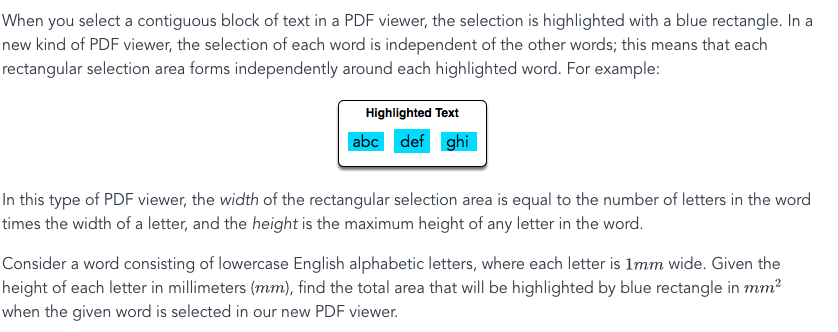 When you select a contiguous block of text in a PDF viewer, the selection is highlighted with a blue rectangle. In a
new kind of PDF viewer, the selection of each word is independent of the other words; this means that each
rectangular selection area forms independently around each highlighted word. For example:
Highlighted Text
abc def ghi
In this type of PDF viewer, the width of the rectangular selection area is equal to the number of letters in the word
times the width of a letter, and the height is the maximum height of any letter in the word.
Consider a word consisting of lowercase English alphabetic letters, where each letter is 1mm wide. Given the
height of each letter in millimeters (mm), find the total area that will be highlighted by blue rectangle in mm²
when the given word is selected in our new PDF viewer.